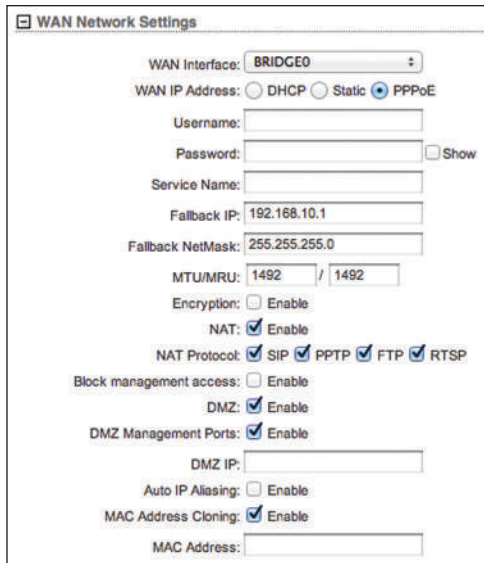 WAN Network Settings
WAN Interface: BRIDGE0
WAN IP Address: DHCP Static PPPoE
Username:
Password: Show
Service Name:
Fallback IP: 192.168.10.1
Fallback NetMask: 255.255.255.0
MTU/MRU: 1492 / 1492
Encryption: Enable
NAT: Enable
NAT Protocol: SIP PPTP FTP RTSP
Block management access: Enable
DMZ: Enable
DMZ Management Ports: Enable
DMZ IP:
Auto IP Aliasing: Enable
MAC Address Cloning: Enable
MAC Address: